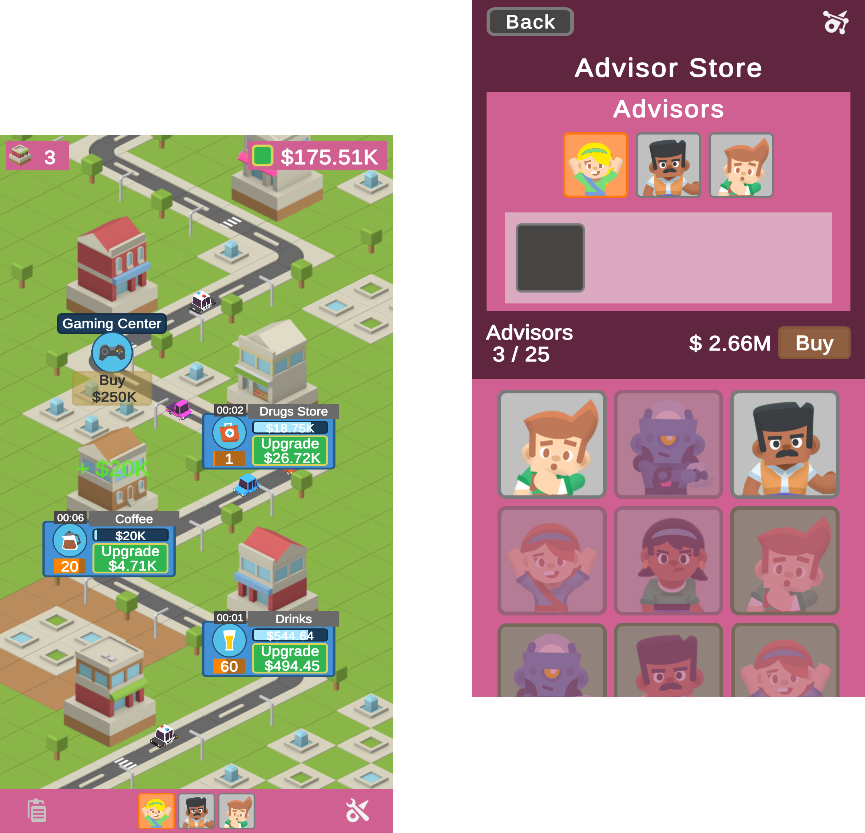 3
$175.51K
Gaming Center
Buy
$250K
00:02
Drugs Store
$18.75K
Upgrade
$26.72K
1
+ $20K
00:06
Coffee
$20K
Upgrade
$4.71K
20
00:01
Drinks
$544.64
Upgrade
$494.45
60
Back
Advisor Store
Advisors
Advisors
3 / 25
$ 2.66M
Buy